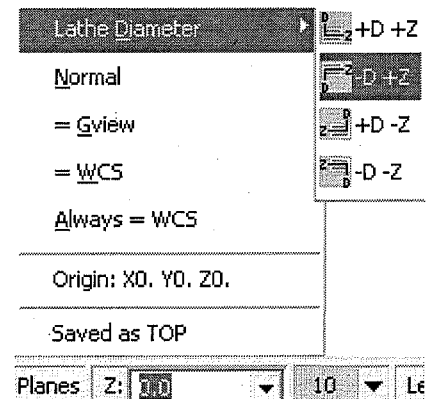 Lathe Diameter
Normal
= Gview
= WCS
Always = WCS
Origin: X0. Y0. Z0.
Saved as TOP
D Z +D +Z
Z D -D +Z
D Z +D -Z
Z D -D -Z
Planes Z: 0.0 10 Le